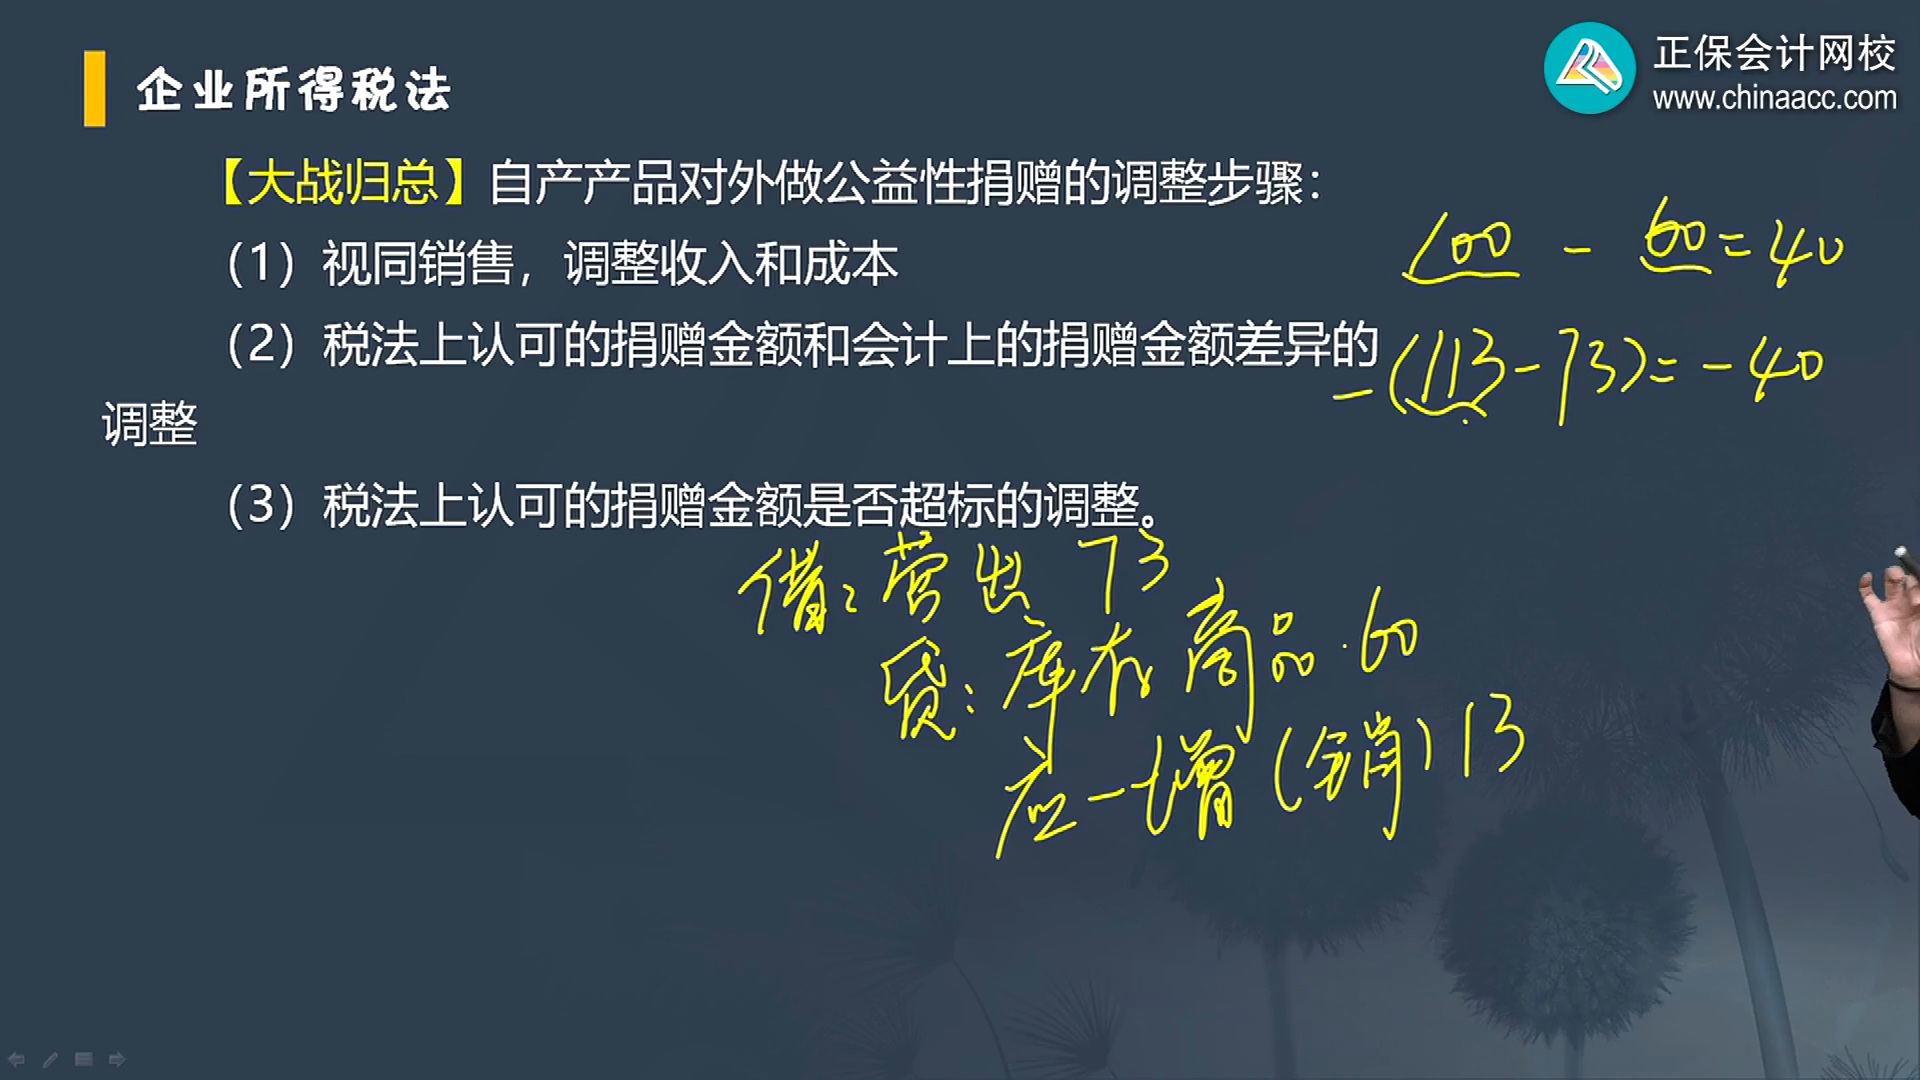 正保会计网校
www.chinaacc.com
企业所得税法
【大战归总】自产产品对外做公益性捐赠的调整步骤：
（1）视同销售，调整收入和成本
100 - 60 = 40
（2）税法上认可的捐赠金额和会计上的捐赠金额差异的
调整
-(113-73)= -40
（3）税法上认可的捐赠金额是否超标的调整。
借：营出 73
贷：库存商品 60
应一增（销）13